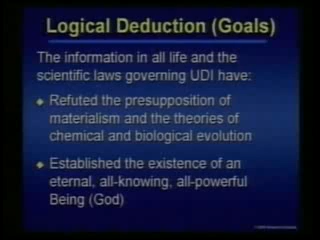 Logical Deduction (Goals)
The information in all life and the
scientific laws governing UDI have:
Refuted the presupposition of
materialism and the theories of
chemical and biological evolution
Established the existence of an
eternal, all-knowing, all-powerful
Being (God)